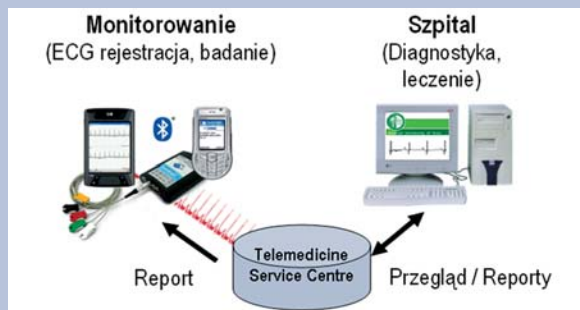 Monitorowanie
(ECG rejestracja, badanie)
Szpital
(Diagnostyka,
leczenie)
Telemedicine
Service Centre
Report
Przegląd / Reporty